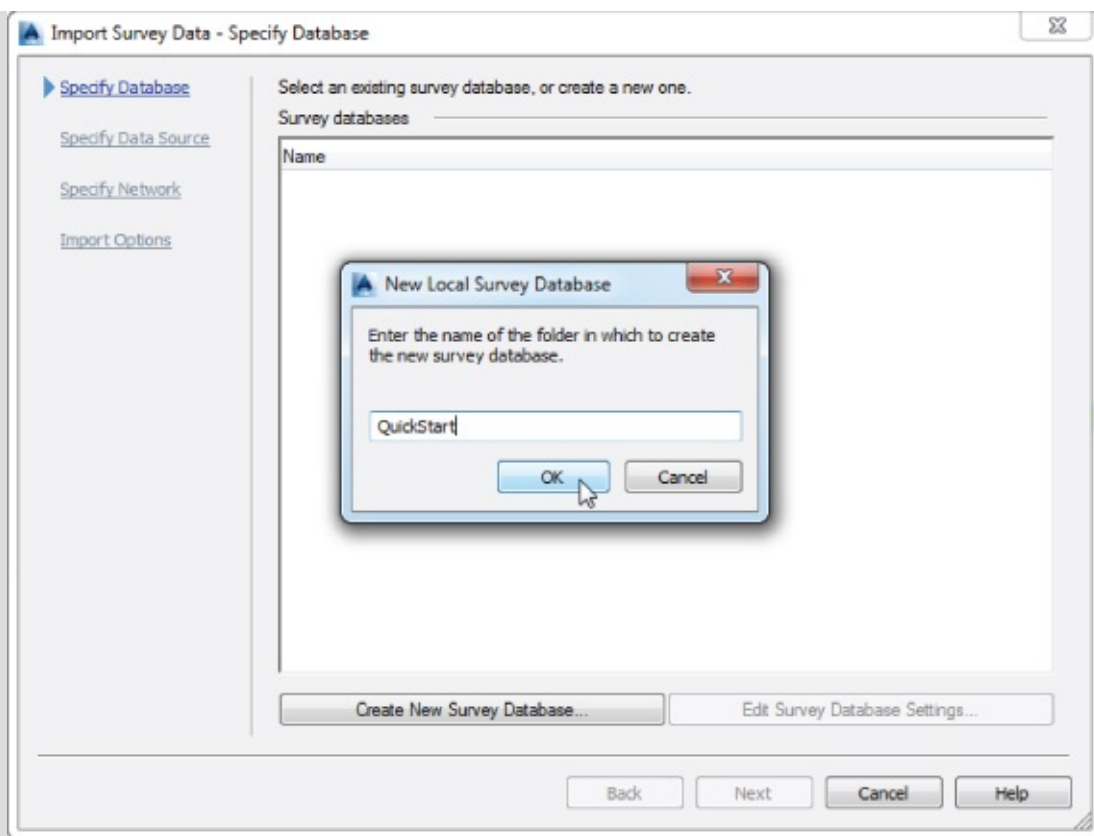 Import Survey Data - Specify Database
Specify Database
Specify Data Source
Specify Network
Import Options
Select an existing survey database, or create a new one.
Survey databases
Name
New Local Survey Database
Enter the name of the folder in which to create
the new survey database.
QuickStart
OK
Cancel
Create New Survey Database...
Edit Survey Database Settings...
Back
Next
Cancel
Help